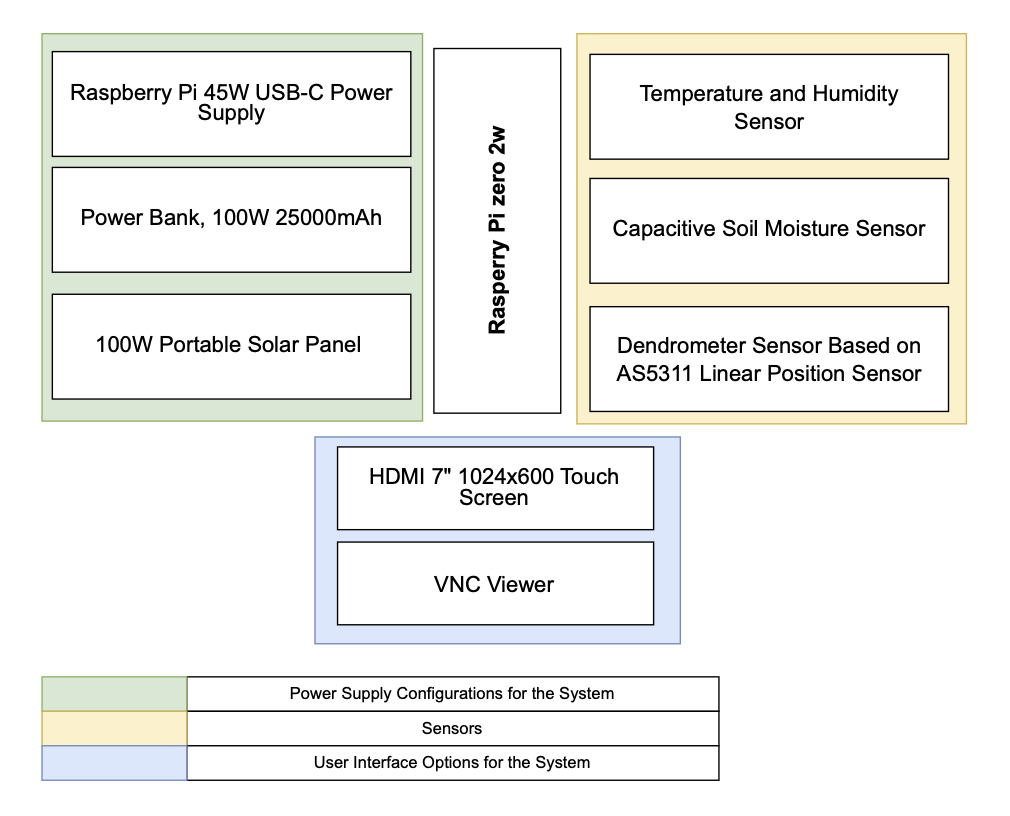 Raspberry Pi 45W USB-C Power
Supply
Power Bank, 100W 25000mAh
100W Portable Solar Panel
Rasperry Pi zero 2w
Temperature and Humidity
Sensor
Capacitive Soil Moisture Sensor
Dendrometer Sensor Based on
AS5311 Linear Position Sensor
HDMI 7" 1024x600 Touch
Screen
VNC Viewer
Power Supply Configurations for the System
Sensors
User Interface Options for the System